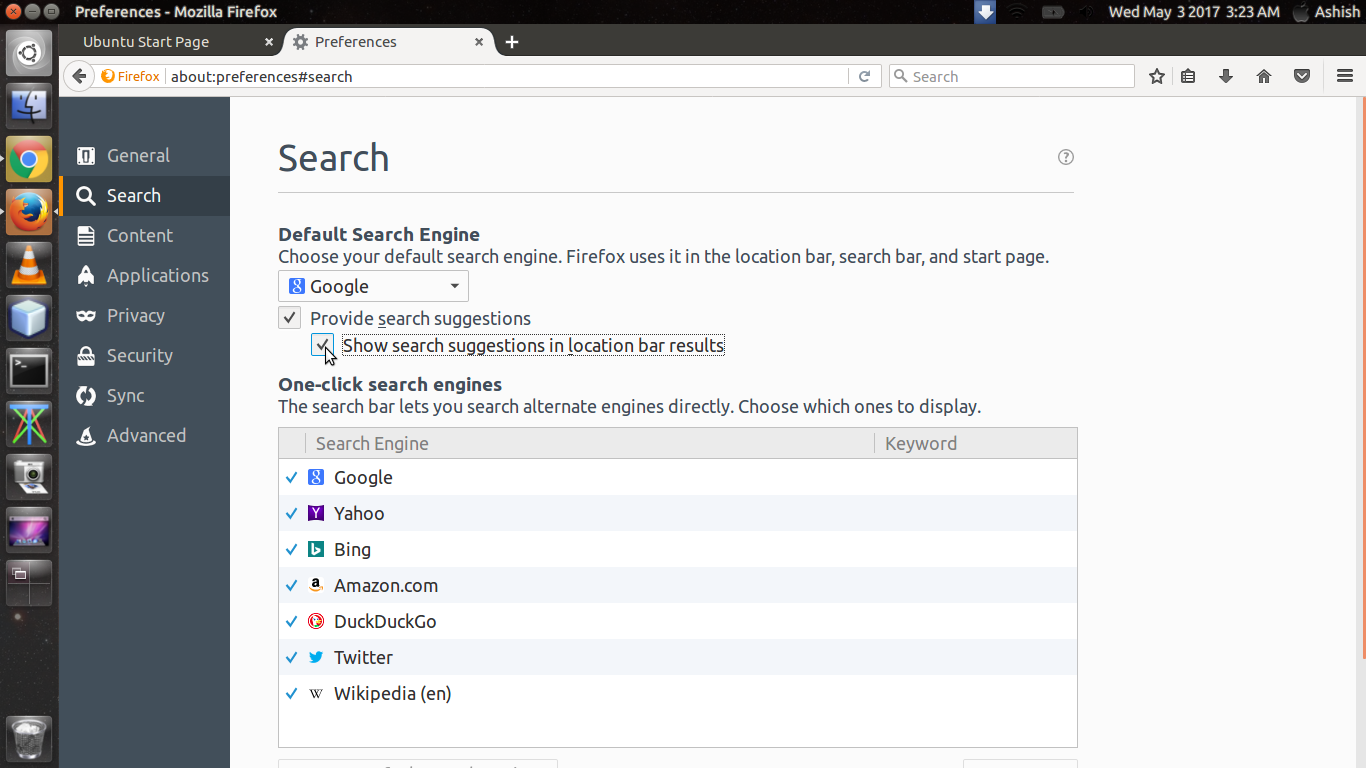 Preferences - Mozilla Firefox
Wed May 3 2017 3:23 AM Ashish
Ubuntu Start Page
Preferences
Firefox
about:preferences#search
Search
General
Search
Content
Applications
Privacy
Security
Sync
Advanced
Search
Default Search Engine
Choose your default search engine. Firefox uses it in the location bar, search bar, and start page.
Google
Provide search suggestions
Show search suggestions in location bar results
One-click search engines
The search bar lets you search alternate engines directly. Choose which ones to display.
Search Engine Keyword
Google
Yahoo
Bing
Amazon.com
DuckDuckGo
Twitter
Wikipedia (en)